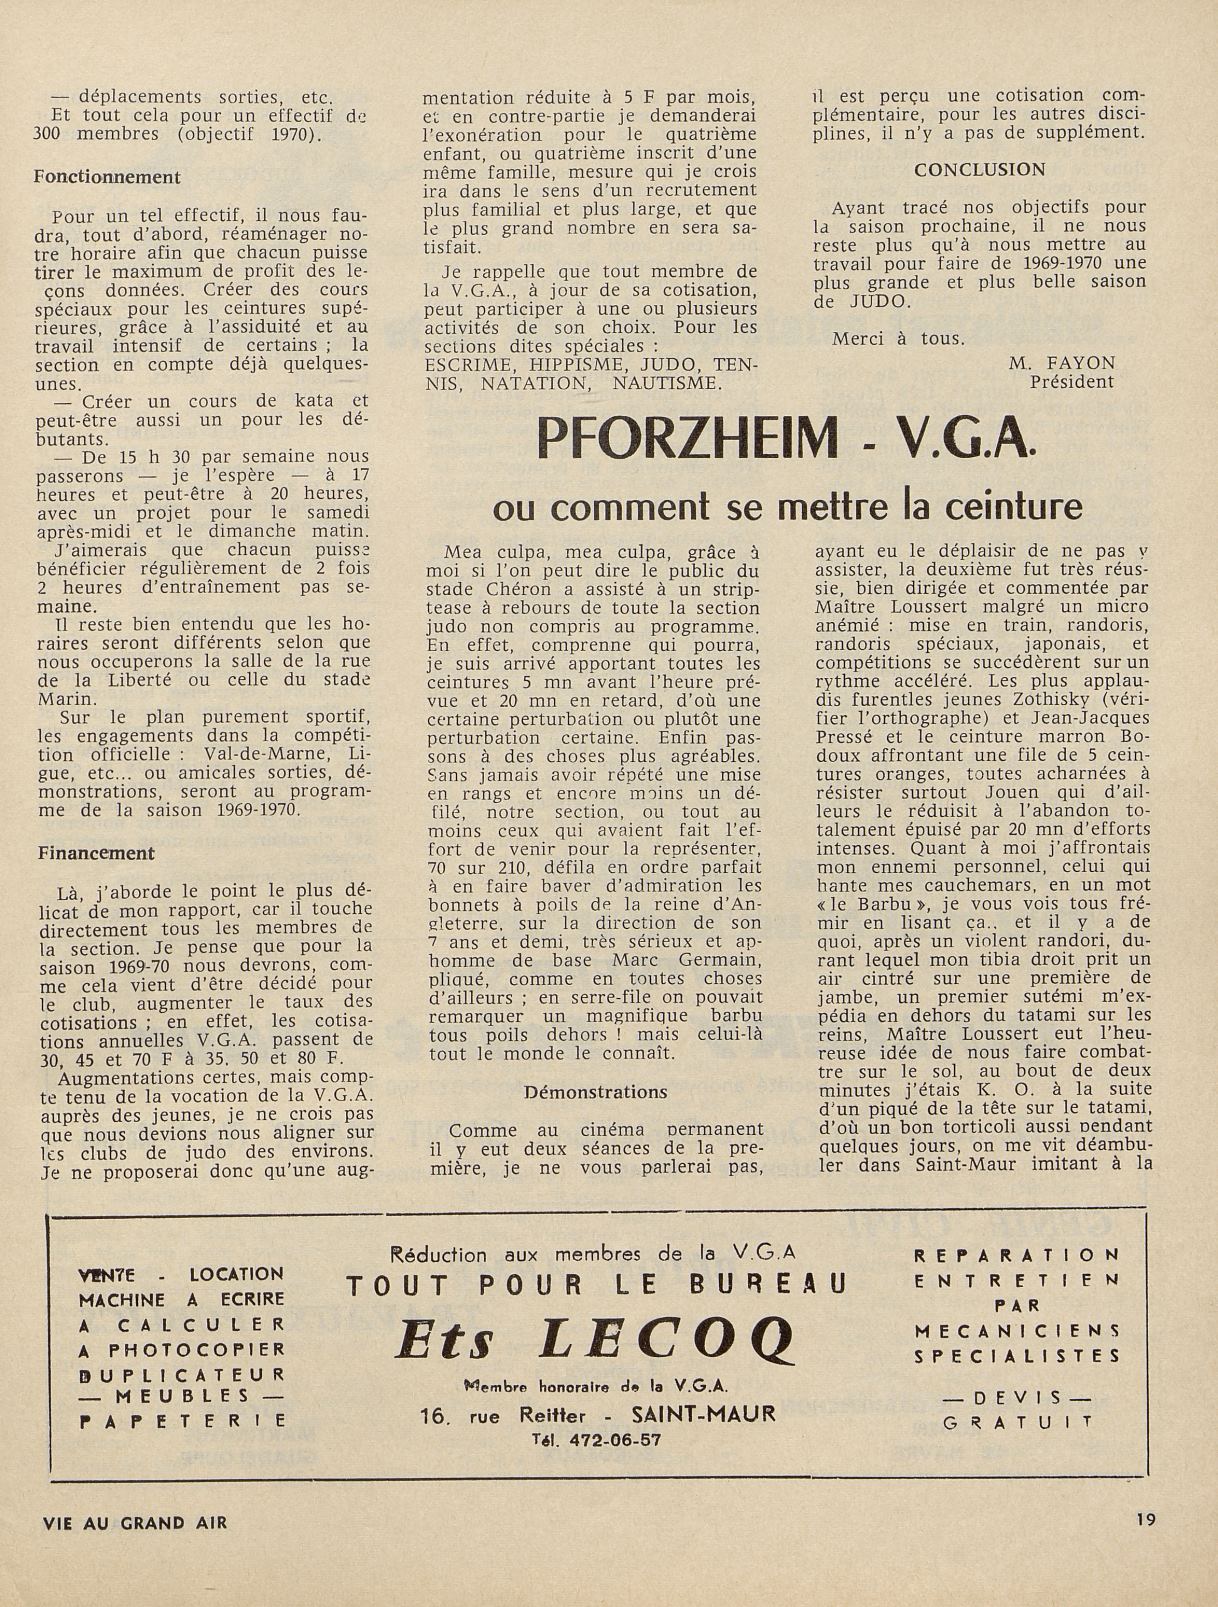 — déplacements sorties, etc.
Et tout cela pour un effectif de
300 membres (objectif 1970).
Fonctionnement
Pour un tel effectif, il nous fau-
dra, tout d'abord, réaménager no-
tre horaire afin que chacun puisse
tirer le maximum de profit des le-
çons données. Créer des cours
spéciaux pour les ceintures supé-
rieures, grâce à l'assiduité et au
travail intensif de certains ; la
section en compte déjà quelques-
unes.
— Créer un cours de kata et
peut-être aussi un pour les dé-
butants.
— De 15 h 30 par semaine nous
passerons — je l'espère — à 17
heures et peut-être à 20 heures,
avec un projet pour le samedi
après-midi et le dimanche matin.
J'aimerais que chacun puisse
bénéficier régulièrement de 2 fois
2 heures d'entraînement pas se-
maine.
Il reste bien entendu que les ho-
raires seront différents selon que
nous occuperons la salle de la rue
de la Liberté ou celle du stade
Marin.
Sur le plan purement sportif,
les engagements dans la compéti-
tion officielle : Val-de-Marne, Li-
gue, etc... ou amicales sorties, dé-
monstrations, seront au program-
me de la saison 1969-1970.
Financement
Là, j'aborde le point le plus dé-
licat de mon rapport, car il touche
directement tous les membres de
la section. Je pense que pour la
saison 1969-70 nous devrons, com-
me cela vient d'être décidé pour
le club, augmenter le taux des
cotisations ; en effet, les cotisa-
tions annuelles V.G.A. passent de
30, 45 et 70 F à 35. 50 et 80 F.
Augmentations certes, mais comp-
te tenu de la vocation de la V.G.A.
auprès des jeunes, je ne crois pas
que nous devions nous aligner sur
les clubs de judo des environs.
Je ne proposerai donc qu'une aug-
mentation réduite à 5 F par mois,
et en contre-partie je demanderai
l'exonération pour le quatrième
enfant, ou quatrième inscrit d'une
même famille, mesure qui je crois
ira dans le sens d'un recrutement
plus familial et plus large, et que
le plus grand nombre en sera sa-
tisfait.
Je rappelle que tout membre de
la V.G.A., à jour de sa cotisation,
peut participer à une ou plusieurs
activités de son choix. Pour les
sections dites spéciales :
ESCRIME, HIPPISME, JUDO, TEN-
NIS, NATATION, NAUTISME.
il est perçu une cotisation com-
plémentaire, pour les autres disci-
plines, il n'y a pas de supplément.
CONCLUSION
Ayant tracé nos objectifs pour
la saison prochaine, il ne nous
reste plus qu'à nous mettre au
travail pour faire de 1969-1970 une
plus grande et plus belle saison
de JUDO.
Merci à tous.
M. FAYON
Président
PFORZHEIM - V.G.A.
ou comment se mettre la ceinture
Mea culpa, mea culpa, grâce à
moi si l'on peut dire le public du
stade Chéron a assisté à un strip-
tease à rebours de toute la section
judo non compris au programme.
En effet, comprenne qui pourra,
je suis arrivé apportant toutes les
ceintures 5 mn avant l'heure pré-
vue et 20 mn en retard, d'où une
certaine perturbation ou plutôt une
perturbation certaine. Enfin pas-
sons à des choses plus agréables.
Sans jamais avoir répété une mise
en rangs et encore moins un dé-
filé, notre section, ou tout au
moins ceux qui avaient fait l'ef-
fort de venir pour la représenter,
70 sur 210, défila en ordre parfait
à en faire baver d'admiration les
bonnets à poils de la reine d'An-
gleterre, sur la direction de son
7 ans et demi, très sérieux et ap-
homme de base Marc Germain,
pliqué, comme en toutes choses
d'ailleurs ; en serre-file on pouvait
remarquer un magnifique barbu
tous poils dehors ! mais celui-là
tout le monde le connaît.
Démonstrations
Comme au cinéma permanent
il y eut deux séances de la pre-
mière, je ne vous parlerai pas,
ayant eu le déplaisir de ne pas y
assister, la deuxième fut très réus-
sie, bien dirigée et commentée par
Maître Loussert malgré un micro
anémié : mise en train, randoris,
randoris spéciaux, japonais, et
compétitions se succédèrent sur un
rythme accéléré. Les plus applau-
dis furentles jeunes Zothisky (véri-
fier l'orthographe) et Jean-Jacques
Pressé et le ceinture marron Bo-
doux affrontant une file de 5 cein-
tures oranges, toutes acharnées à
résister surtout Jouen qui d'ail-
leurs le réduisit à l'abandon to-
talement épuisé par 20 mn d'efforts
intenses. Quant à moi j'affrontais
mon ennemi personnel, celui qui
hante mes cauchemars, en un mot
« le Barbu », je vous vois tous fré-
mir en lisant ça.. et il y a de
quoi, après un violent randori, du-
rant lequel mon tibia droit prit un
air cintré sur une première de
jambe, un premier sutémi m'ex-
pédia en dehors du tatami sur les
reins, Maître Loussert eut l'heu-
reuse idée de nous faire combat-
tre sur le sol, au bout de deux
minutes j'étais K. O. à la suite
d'un piqué de la tête sur le tatami,
d'où un bon torticoli aussi pendant
quelques jours, on me vit déambu-
ler dans Saint-Maur imitant à la
VENTE - LOCATION
MACHINE A ECRIRE
A CALCULER
A PHOTOCOPIER
DUPLICATEUR
— MEUBLES —
PAPETERIE
Réduction aux membres de la V.G.A
TOUT POUR LE BUREAU
Ets LECOQ
Membre honoraire de la V.G.A.
16, rue Reitter - SAINT-MAUR
Tél. 472-06-57
REPARATION
ENTRETIEN
PAR
MECANICIENS
SPECIALISTES
— DEVIS —
GRATUIT
VIE AU GRAND AIR
19